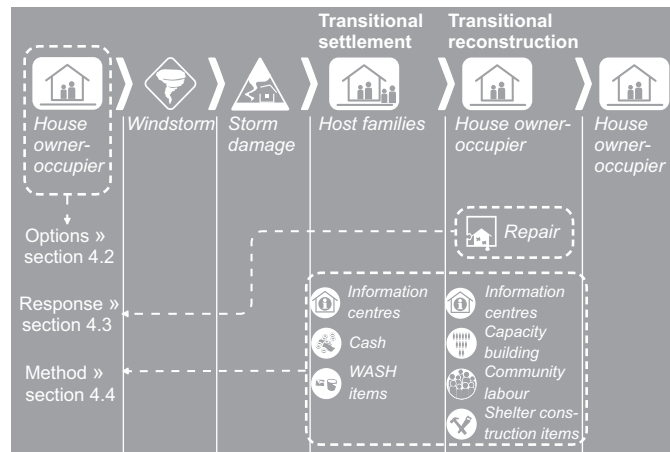 Transitional
settlement
Transitional
reconstruction
House
owner-
occupier
Windstorm
Storm
damage
Host families
House owner-
occupier
House
owner-
occupier
Options »
section 4.2
Repair
Response »
section 4.3
Method »
section 4.4
Information
centres
Cash
WASH
items
Information
centres
Capacity
building
Community
labour
Shelter cons-
truction items